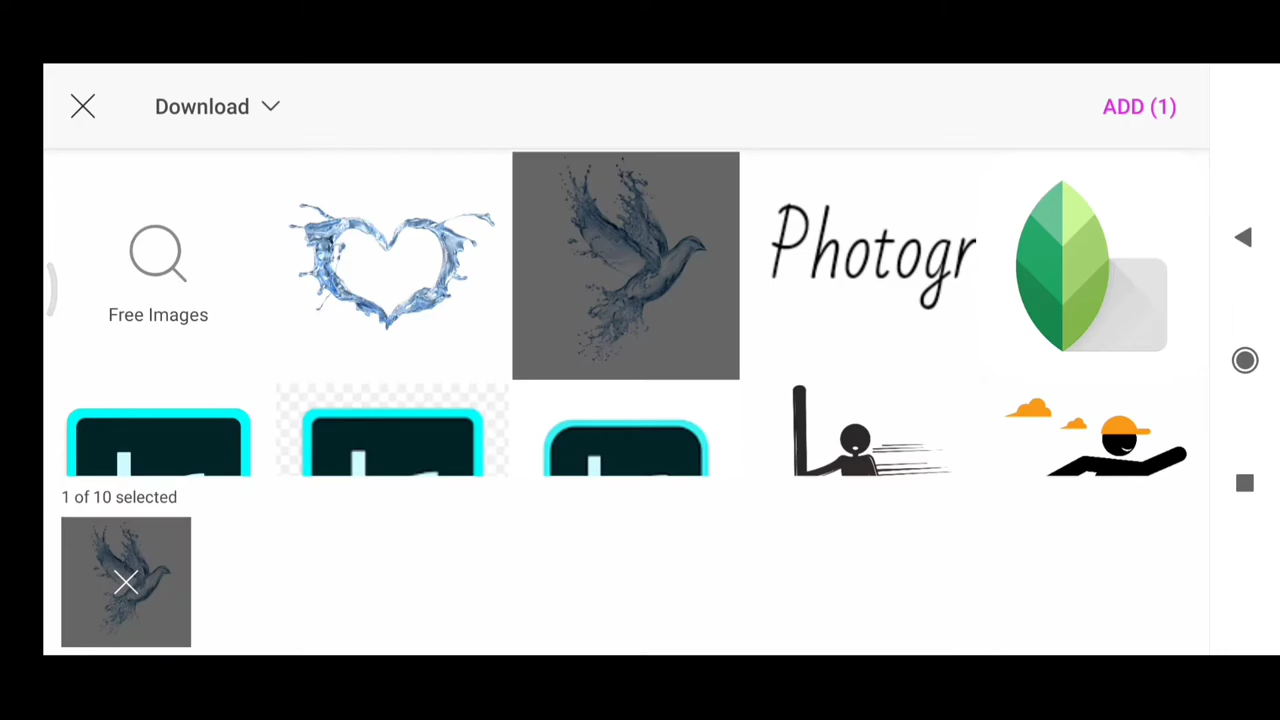 Download
ADD (1)
Free Images
Photogr
1 of 10 selected